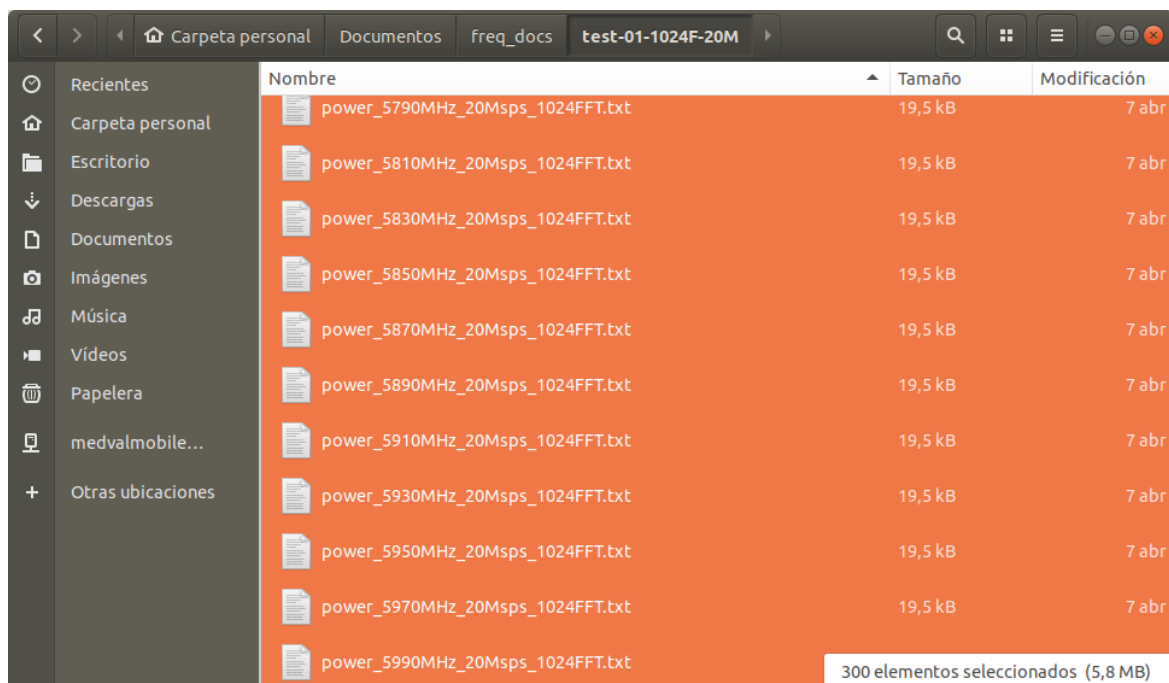 Carpeta personal Documentos freq_docs test-01-1024F-20M
Nombre Tamaño Modificación
Recientes
Carpeta personal
Escritorio
Descargas
Documentos
Imágenes
Música
Vídeos
Papelera
medvalmobile...
+ Otras ubicaciones
power_5790MHz_20Msps_1024FFT.txt 19,5 kB 7 abr
power_5810MHz_20Msps_1024FFT.txt 19,5 kB 7 abr
power_5830MHz_20Msps_1024FFT.txt 19,5 kB 7 abr
power_5850MHz_20Msps_1024FFT.txt 19,5 kB 7 abr
power_5870MHz_20Msps_1024FFT.txt 19,5 kB 7 abr
power_5890MHz_20Msps_1024FFT.txt 19,5 kB 7 abr
power_5910MHz_20Msps_1024FFT.txt 19,5 kB 7 abr
power_5930MHz_20Msps_1024FFT.txt 19,5 kB 7 abr
power_5950MHz_20Msps_1024FFT.txt 19,5 kB 7 abr
power_5970MHz_20Msps_1024FFT.txt 19,5 kB 7 abr
power_5990MHz_20Msps_1024FFT.txt
300 elementos seleccionados (5,8 MB)